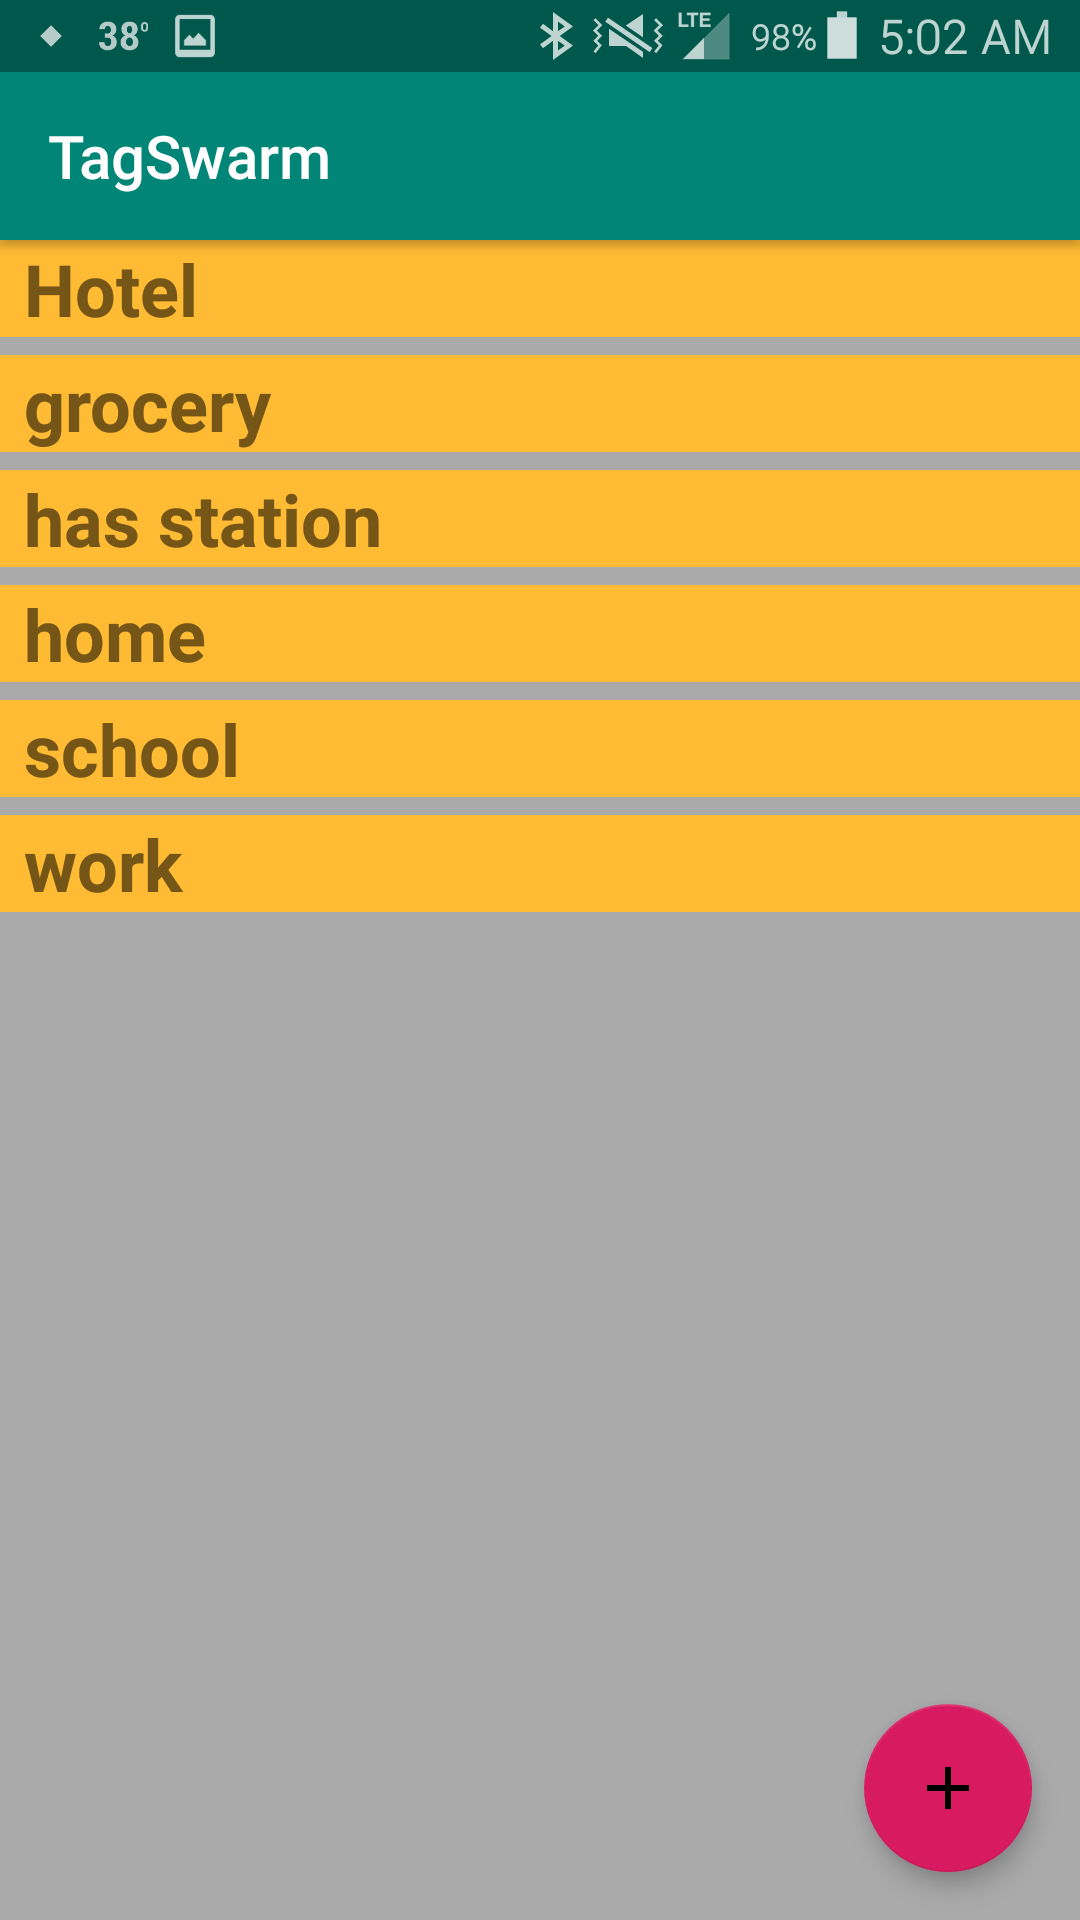 38°
LTE
98%
5:02 AM
TagSwarm
Hotel
grocery
has station
home
school
work